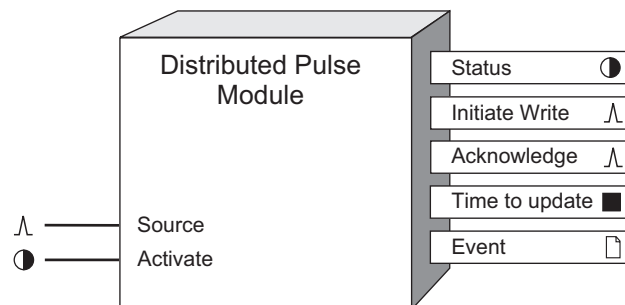 Distributed Pulse
Module
Status
Initiate Write
Acknowledge
Time to update
Event
Source
Activate